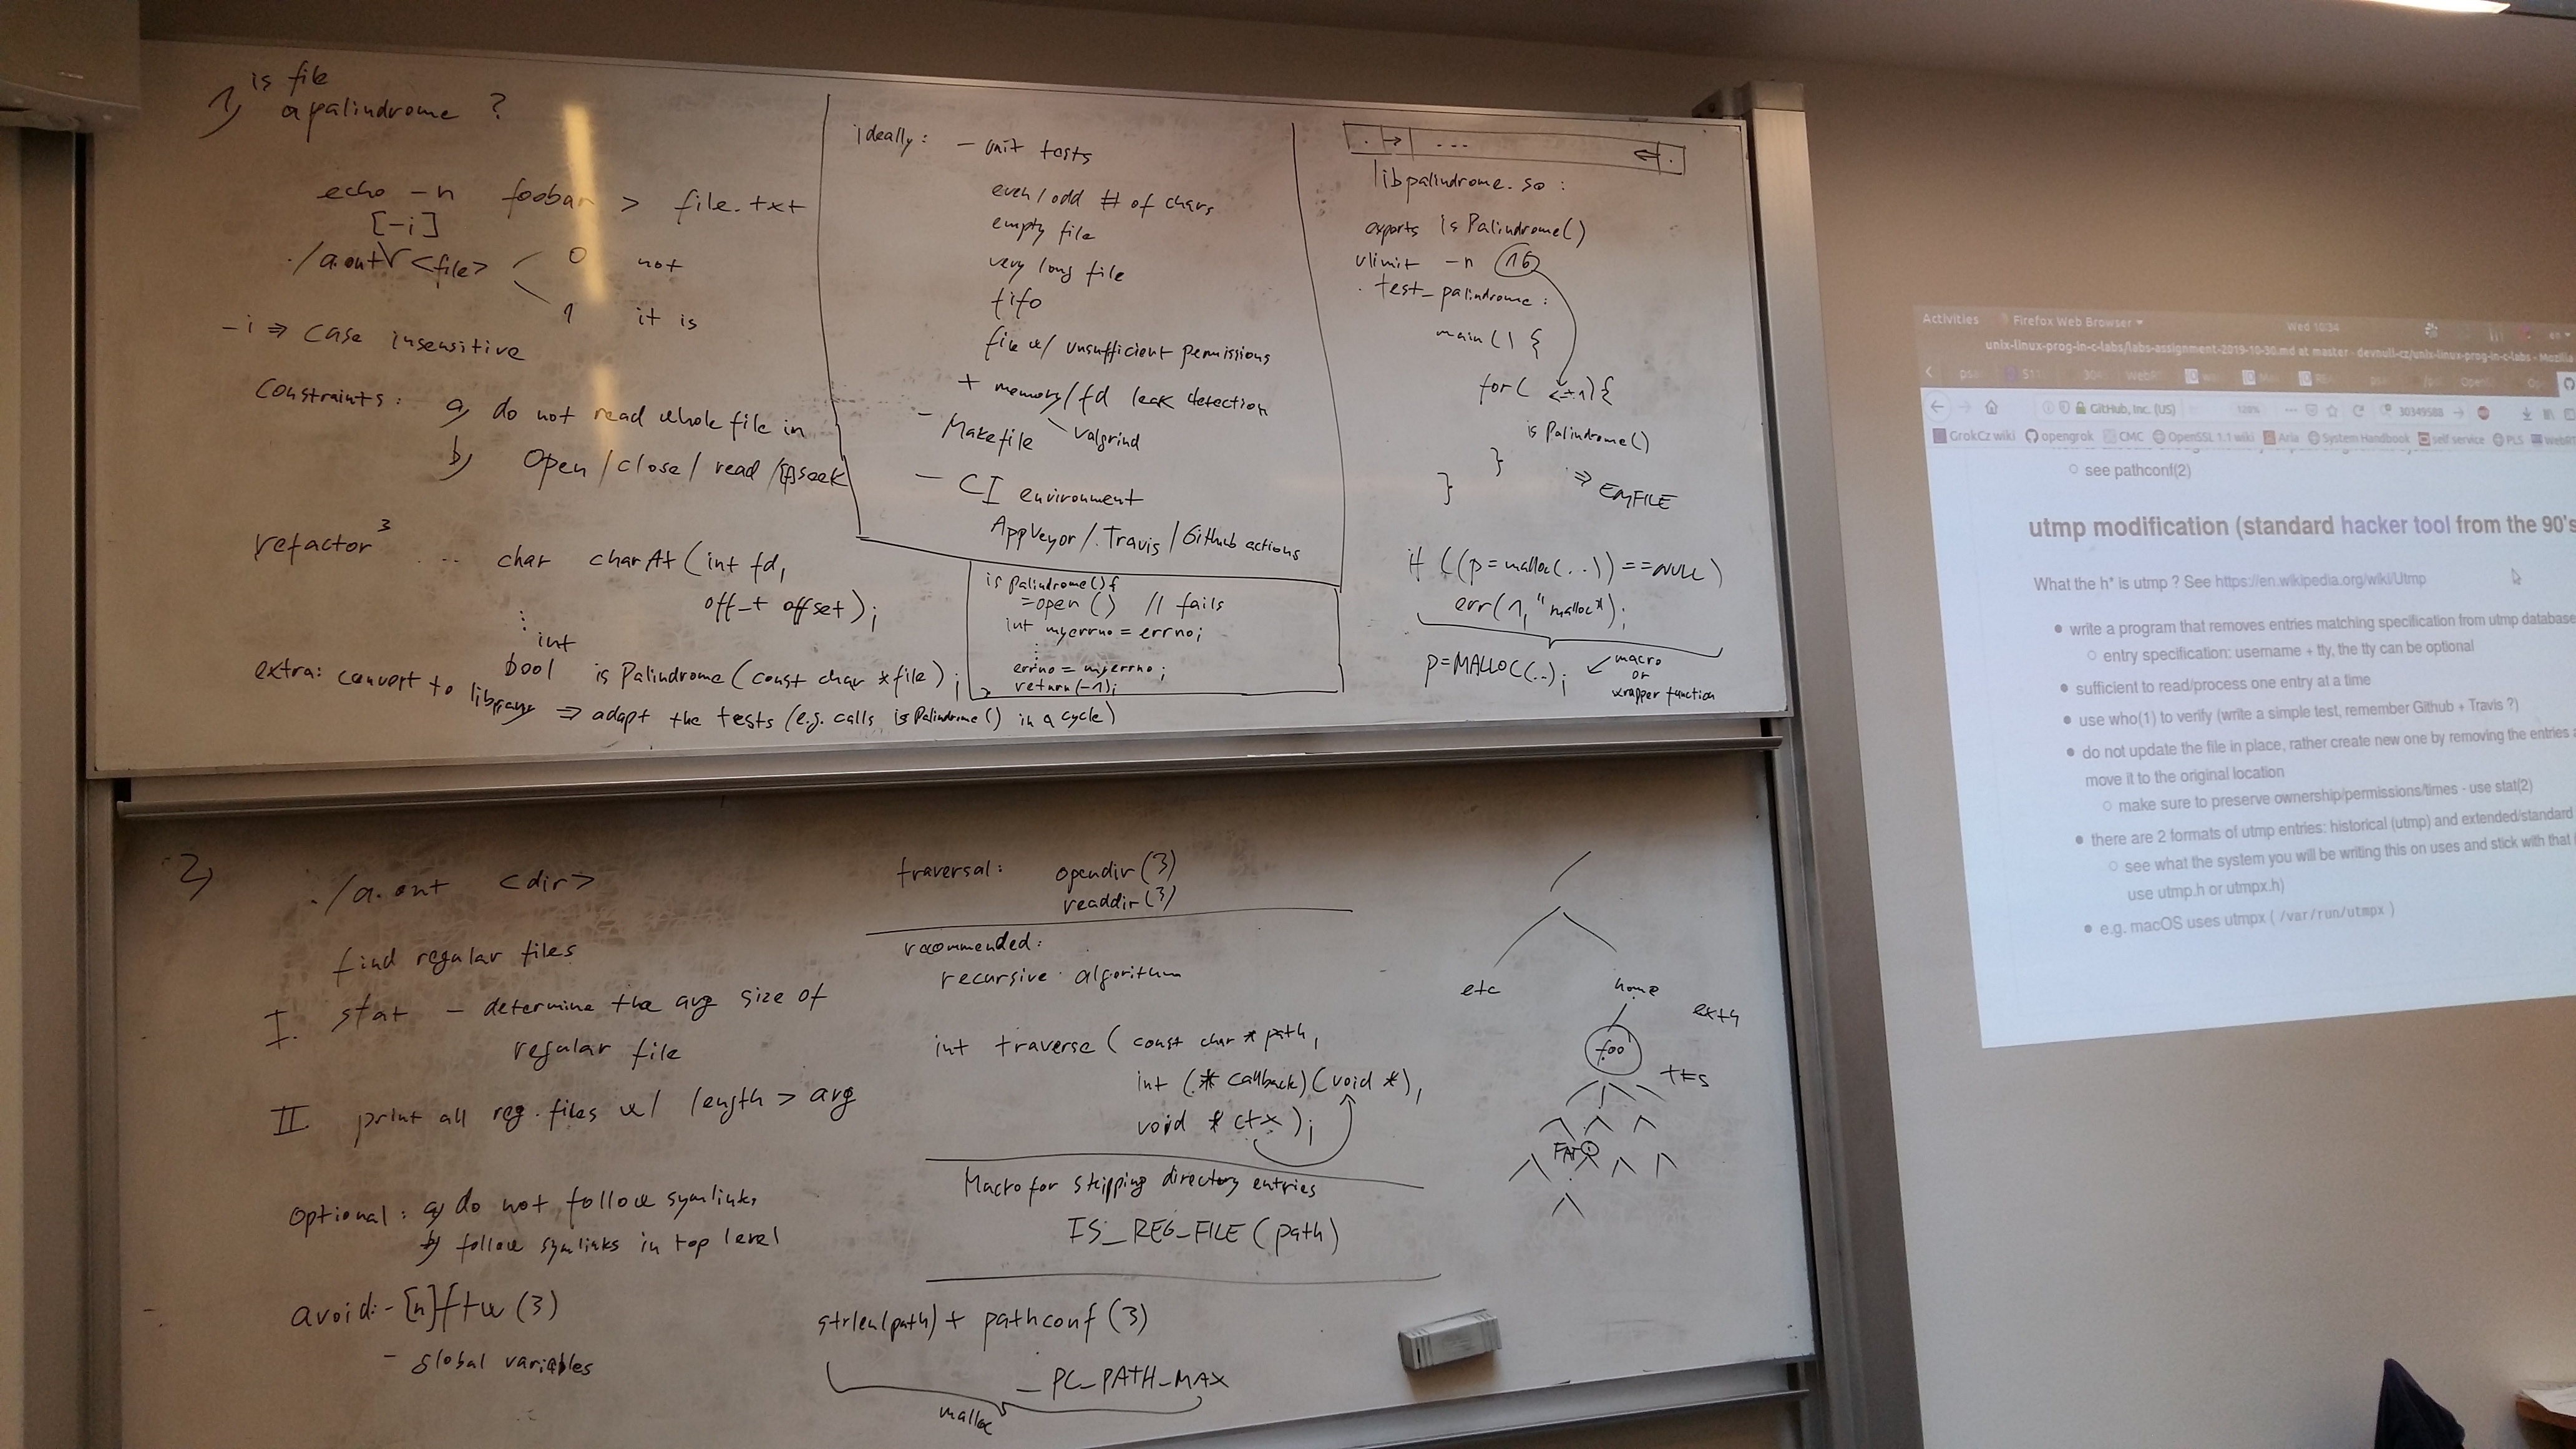 1) is file
a palindrome ?
echo -n foobar > file.txt
[-i]
./a.out <file>
0 not
1 it is
-i => case insensitive
Constraints: a) do not read whole file in
b) open / close / read / lseek
refactor
3
.. char charAt (int fd,
off_t offset);
int
bool isPalindrome (const char *file);
extra: convert to library => adapt the tests (e.g. calls isPalindrome() in a cycle)
ideally: - unit tests
even/odd # of chars
empty file
very long file
fifo
file w/ unsufficient permissions
+ memory/fd leak detection
valgrind
- Makefile
- CI environment
AppVeyor /.Travis / Github actions
isPalindrome() {
=open () // fails
int myerrno = errno;
errno = myerrno;
return (-1);
...
libpalindrome.so :
exports isPalindrome()
ulimit -n 16
test_palindrome :
main() {
for( ){
isPalindrome()
}
}
=> EMFILE
if ((p=malloc(..))==NULL)
err(1, "malloc");
p=MALLOC(..);
macro
or
wrapper function
2)
./a.out <dir>
find regular files
I. stat - determine the avg size of
regular file
II print all reg. files w/ length > avg
Optional: a) do not follow symlinks
b) follow symlinks in top level
avoid:- [n]ftw (3)
- global variables
traversal: opendir (3)
readdir (3)
recommended:
recursive algorithm
int traverse ( const char * path,
int (* callback)(void *),
void * ctx );
Macro for skipping directory entries
IS_REG_FILE (path)
strlen(path) + pathconf (3)
_PC_PATH_MAX
malloc
/
etc
home
ext4
foo
FAT
Activities
Firefox Web Browser
Wed 10:34
en
unix-linux-prog-in-c-labs/labs-assignment-2019-10-30.md at master · devnull-cz/unix-linux-prog-in-c-labs - Mozilla
GitHub, Inc. (US)
120%
30349588
GrokCz wiki
opengrok
CMC
OpenSSL 1.1 wiki
Aria
System Handbook
self service
PLS
see pathconf(2)
utmp modification (standard hacker tool from the 90's
What the h* is utmp ? See https://en.wikipedia.org/wiki/Utmp
write a program that removes entries matching specification from utmp database
entry specification: username + tty, the tty can be optional
sufficient to read/process one entry at a time
use who(1) to verify (write a simple test, remember Github + Travis ?)
do not update the file in place, rather create new one by removing the entries
move it to the original location
make sure to preserve ownership/permissions/times - use stat(2)
there are 2 formats of utmp entries: historical (utmp) and extended/standard
see what the system you will be writing this on uses and stick with that
use utmp.h or utmpx.h)
e.g. macOS uses utmpx ( /var/run/utmpx )